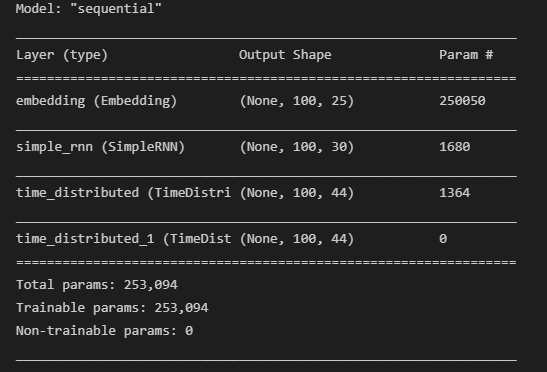 Model: "sequential"
_________________________________________________________________
Layer (type)                 Output Shape              Param #
=================================================================
embedding (Embedding)        (None, 100, 25)           250050
_________________________________________________________________
simple_rnn (SimpleRNN)       (None, 100, 30)           1680
_________________________________________________________________
time_distributed (TimeDistri (None, 100, 44)           1364
_________________________________________________________________
time_distributed_1 (TimeDist (None, 100, 44)           0
=================================================================
Total params: 253,094
Trainable params: 253,094
Non-trainable params: 0
_________________________________________________________________